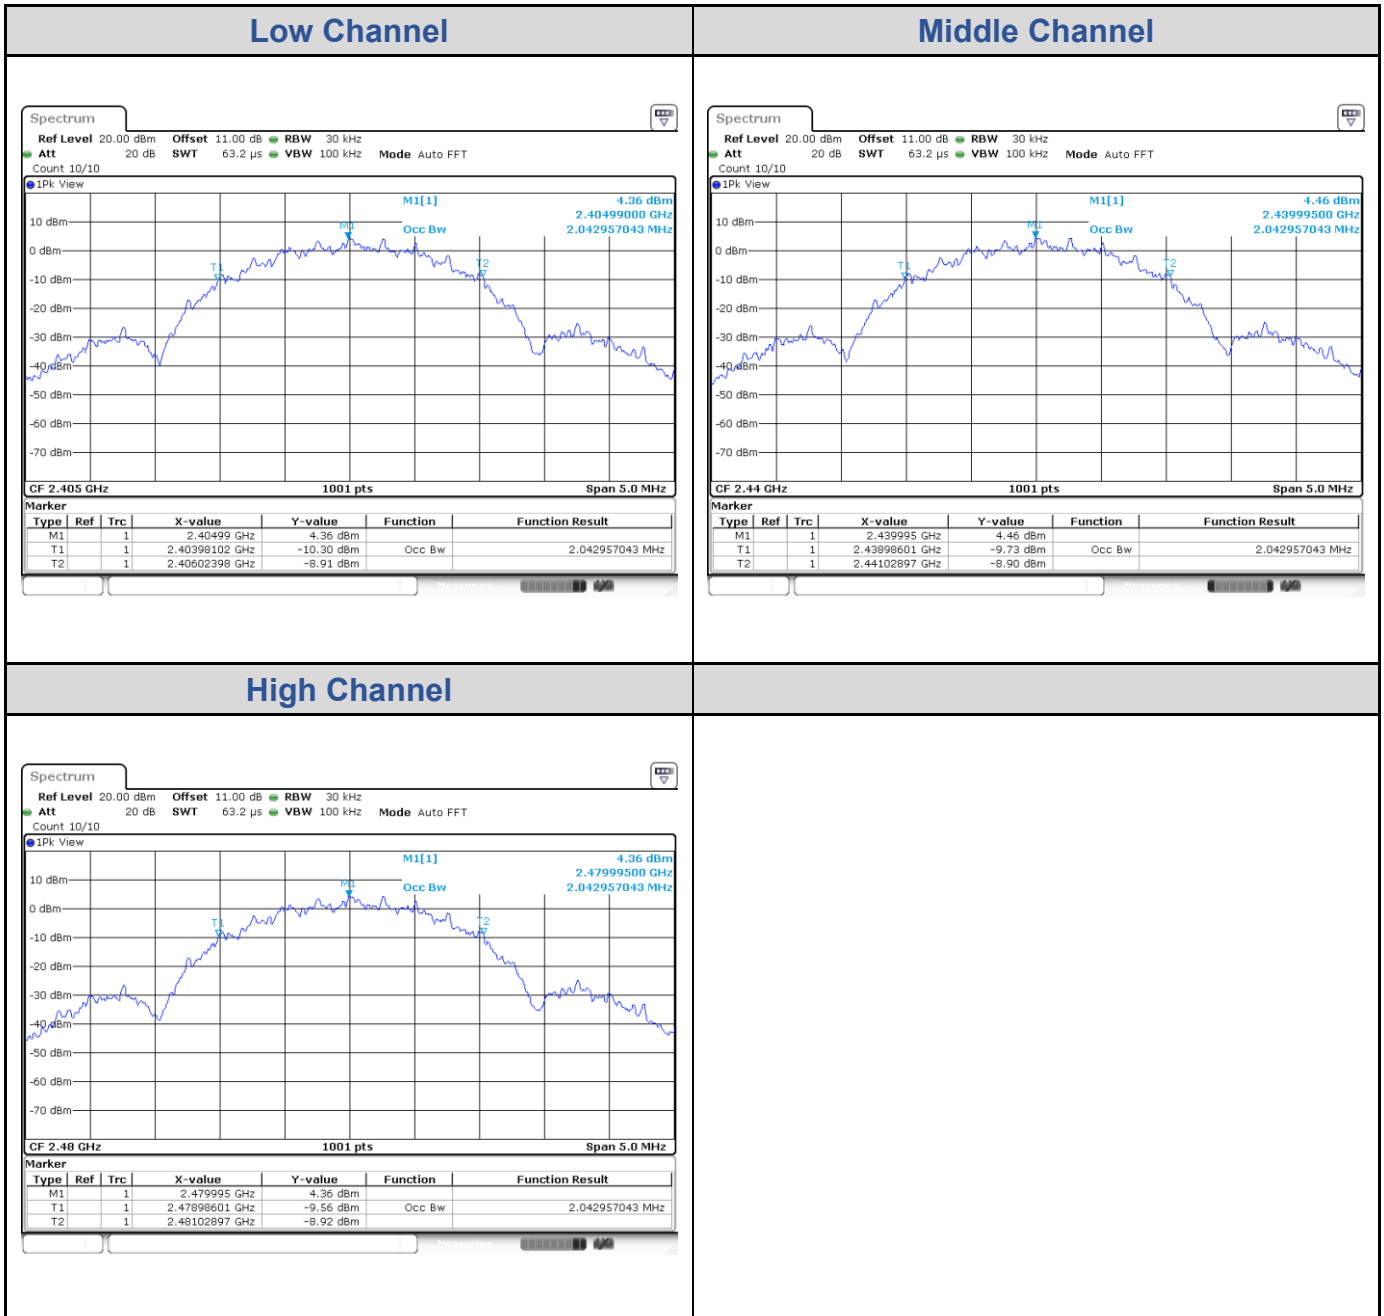 Low Channel
Middle Channel
Spectrum
Ref Level 20.00 dBm Offset 11.00 dB RBW 30 kHz
Att 20 dB SWT 63.2 µs VBW 100 kHz Mode Auto FFT
Count 10/10
1Pk View
M1[1] 4.36 dBm
2.40499000 GHz
Occ Bw 2.042957043 MHz
M1
T1
T2
10 dBm
0 dBm
-10 dBm
-20 dBm
-30 dBm
-40 dBm
-50 dBm
-60 dBm
-70 dBm
CF 2.405 GHz 1001 pts Span 5.0 MHz
Marker
Type Ref Trc X-value Y-value Function Function Result
M1 1 2.40499 GHz 4.36 dBm
T1 1 2.40398102 GHz -10.30 dBm Occ Bw 2.042957043 MHz
T2 1 2.40602398 GHz -8.91 dBm
Spectrum
Ref Level 20.00 dBm Offset 11.00 dB RBW 30 kHz
Att 20 dB SWT 63.2 µs VBW 100 kHz Mode Auto FFT
Count 10/10
1Pk View
M1[1] 4.46 dBm
2.43999500 GHz
Occ Bw 2.042957043 MHz
M1
T1
T2
10 dBm
0 dBm
-10 dBm
-20 dBm
-30 dBm
-40 dBm
-50 dBm
-60 dBm
-70 dBm
CF 2.44 GHz 1001 pts Span 5.0 MHz
Marker
Type Ref Trc X-value Y-value Function Function Result
M1 1 2.439995 GHz 4.46 dBm
T1 1 2.43898601 GHz -9.73 dBm Occ Bw 2.042957043 MHz
T2 1 2.44102897 GHz -8.90 dBm
High Channel
Spectrum
Ref Level 20.00 dBm Offset 11.00 dB RBW 30 kHz
Att 20 dB SWT 63.2 µs VBW 100 kHz Mode Auto FFT
Count 10/10
1Pk View
M1[1] 4.36 dBm
2.47999500 GHz
Occ Bw 2.042957043 MHz
M1
T1
T2
10 dBm
0 dBm
-10 dBm
-20 dBm
-30 dBm
-40 dBm
-50 dBm
-60 dBm
-70 dBm
CF 2.48 GHz 1001 pts Span 5.0 MHz
Marker
Type Ref Trc X-value Y-value Function Function Result
M1 1 2.479995 GHz 4.36 dBm
T1 1 2.47898601 GHz -9.56 dBm Occ Bw 2.042957043 MHz
T2 1 2.48102897 GHz -8.92 dBm